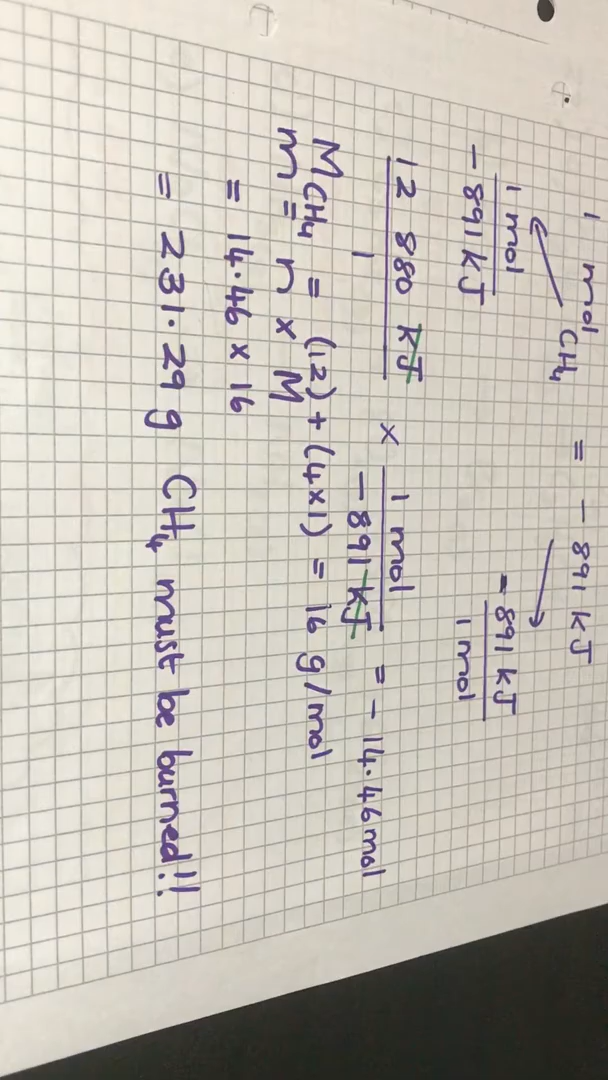 1 mol CH4 = - 891 kJ
1 mol
- 891 kJ
- 891 kJ
1 mol
12 880 kJ × 1 mol = - 14.46 mol
1 - 891 kJ
MCH4 = (12) + (4×1) = 16 g/mol
m = n × M
= 14.46 × 16
= 231.29 g CH4 must be burned!!